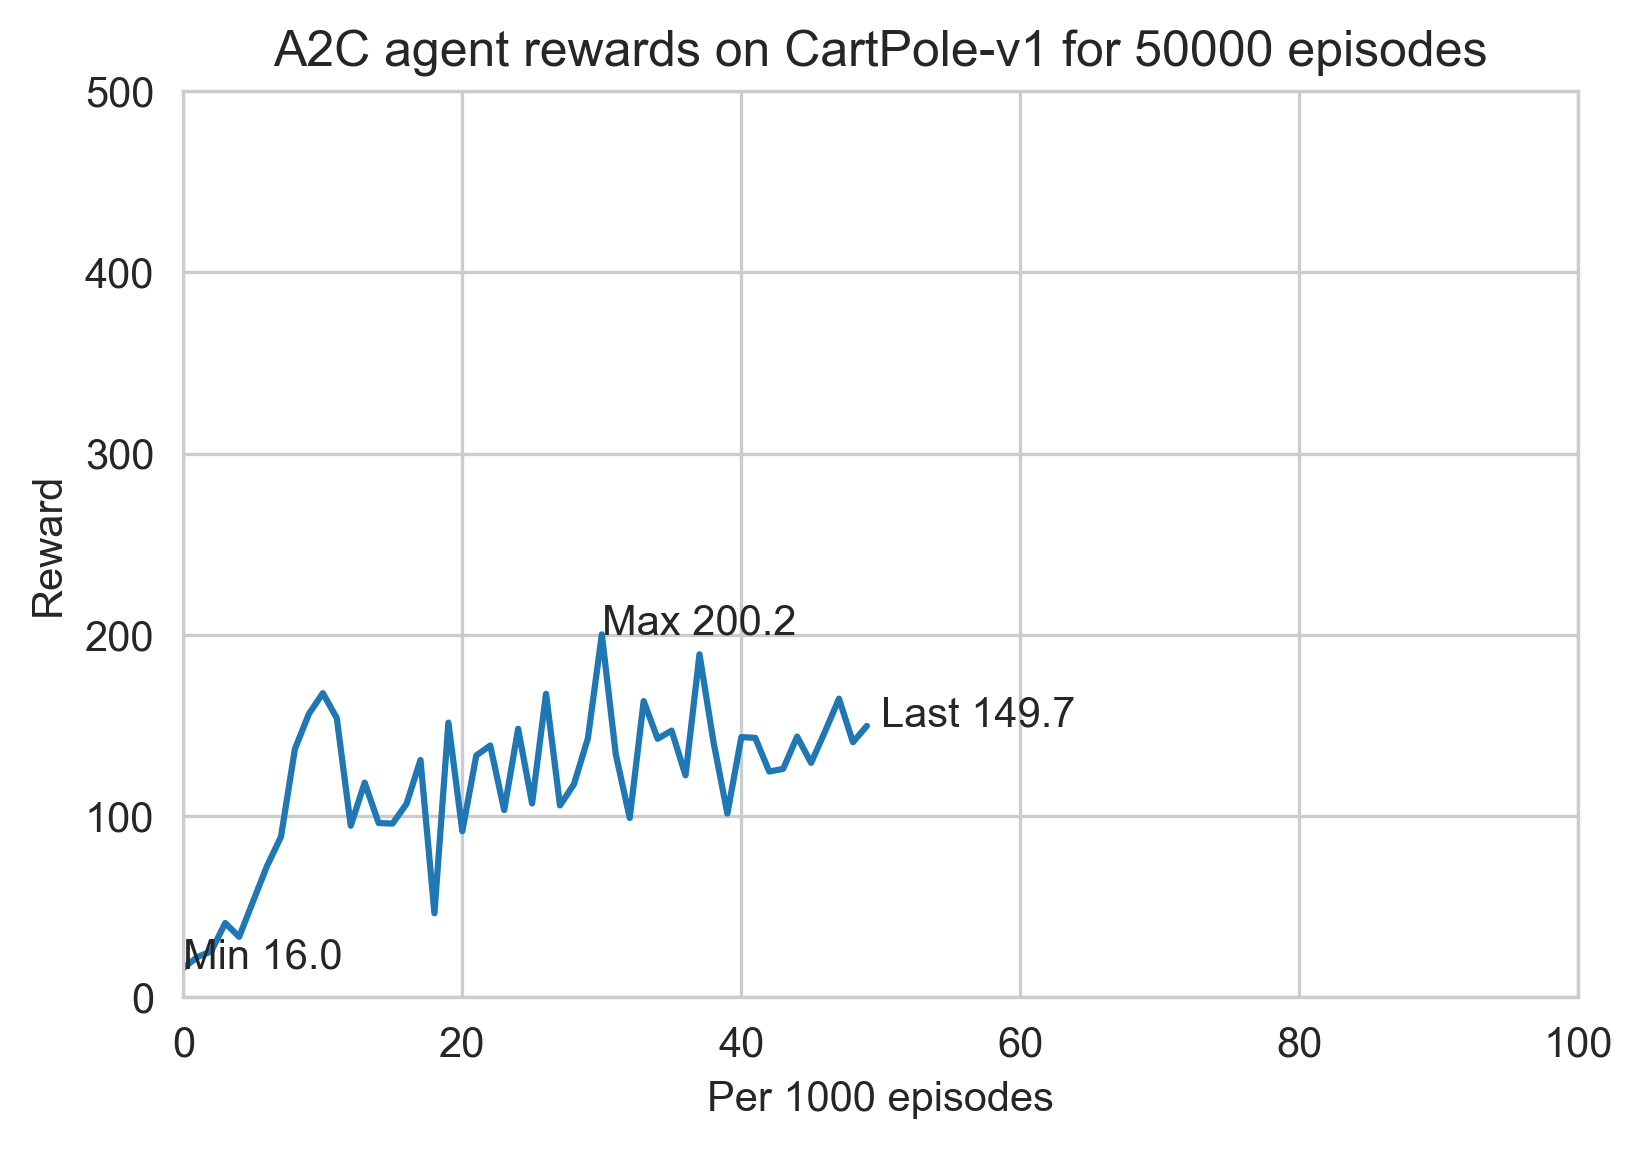 A2C agent rewards on CartPole-v1 for 50000 episodes
500
400
300
200
100
0
Reward
Max 200.2
Last 149.7
Min 16.0
0 20 40 60 80 100
Per 1000 episodes